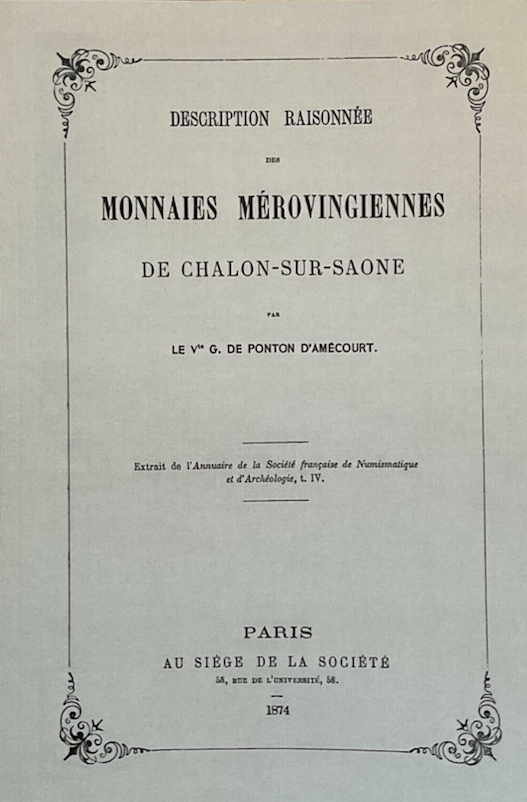 DESCRIPTION RAISONNÉE
DES
MONNAIES MÉROVINGIENNES
DE CHALON-SUR-SAONE
PAR
LE Vte G. DE PONTON D'AMÉCOURT.
Extrait de l'Annuaire de la Société française de Numismatique
et d'Archéologie, t. IV.
PARIS
AU SIÉGE DE LA SOCIÉTÉ
58, RUE DE L'UNIVERSITÉ, 58.
1874